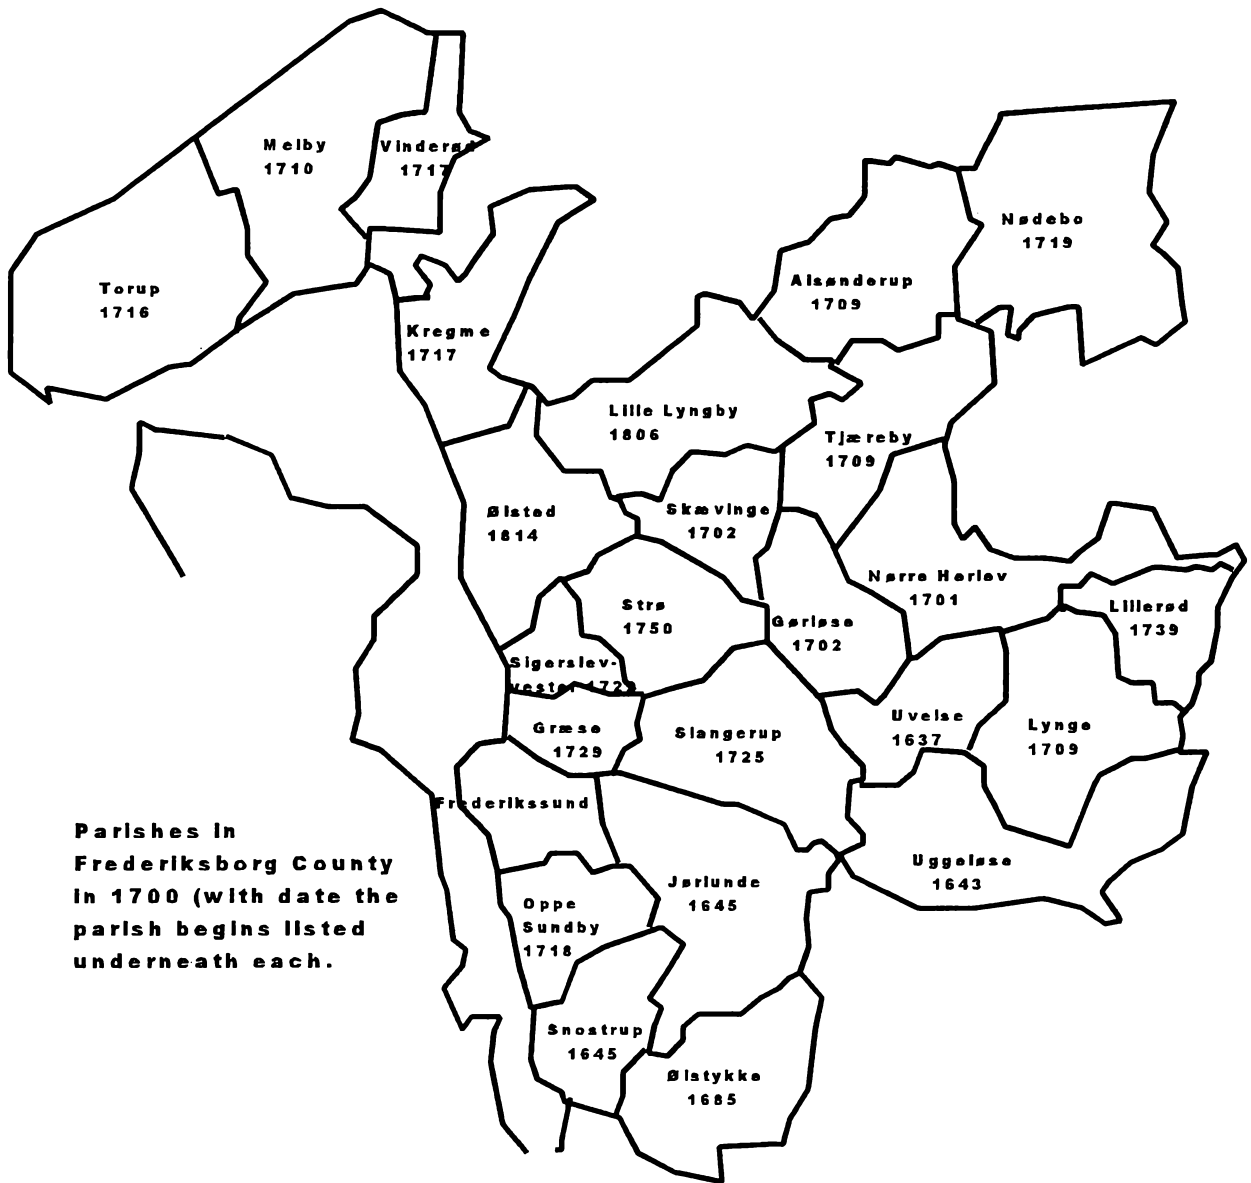 Melby
1710
Vinderød
1717
Nødebo
1719
Torup
1716
Alsønderup
1709
Kregme
1717
Lille Lyngby
1806
Tjæreby
1709
Ølsted
1814
Skævinge
1702
Nørre Herlev
1701
Strø
1750
Gørløse
1702
Lillerød
1739
Sigerslev-
vester 1729
Græse
1729
Slangerup
1725
Uvelse
1637
Lynge
1709
Frederikssund
Parishes in
Frederiksborg County
in 1700 (with date the
parish begins listed
underneath each.
Uggeløse
1643
Jørlunde
1645
Oppe
Sundby
1718
Snostrup
1645
Ølstykke
1685